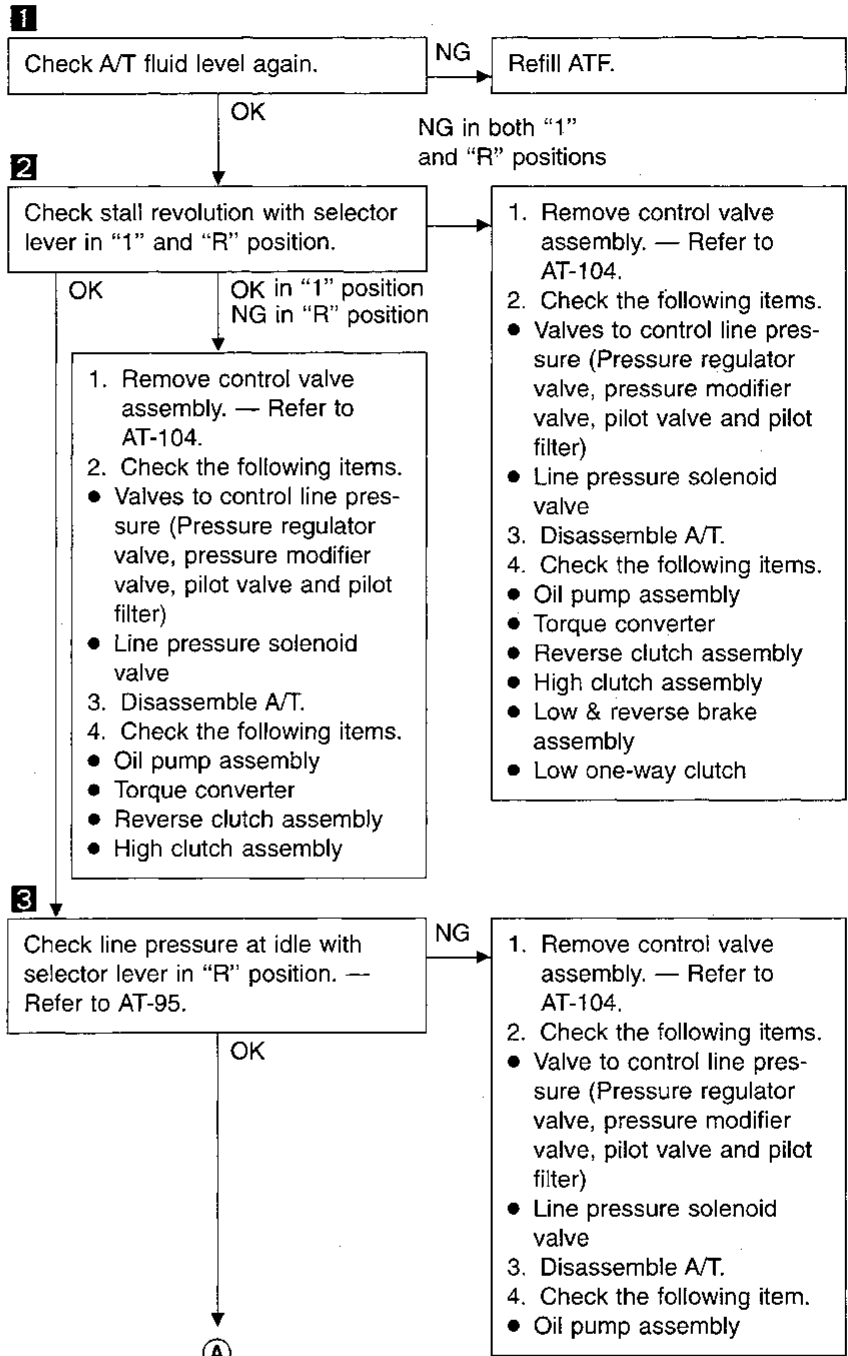 1
Check A/T fluid level again.
NG
Refill ATF.
OK
NG in both “1”
and “R” positions
2
Check stall revolution with selector
lever in “1” and “R” position.
1. Remove control valve
assembly. — Refer to
AT-104.
2. Check the following items.
• Valves to control line pres-
sure (Pressure regulator
valve, pressure modifier
valve, pilot valve and pilot
filter)
• Line pressure solenoid
valve
3. Disassemble A/T.
4. Check the following items.
• Oil pump assembly
• Torque converter
• Reverse clutch assembly
• High clutch assembly
• Low & reverse brake
assembly
• Low one-way clutch
OK
OK in “1” position
NG in “R” position
1. Remove control valve
assembly. — Refer to
AT-104.
2. Check the following items.
• Valves to control line pres-
sure (Pressure regulator
valve, pressure modifier
valve, pilot valve and pilot
filter)
• Line pressure solenoid
valve
3. Disassemble A/T.
4. Check the following items.
• Oil pump assembly
• Torque converter
• Reverse clutch assembly
• High clutch assembly
3
Check line pressure at idle with
selector lever in “R” position. —
Refer to AT-95.
NG
1. Remove control valve
assembly. — Refer to
AT-104.
2. Check the following items.
• Valve to control line pres-
sure (Pressure regulator
valve, pressure modifier
valve, pilot valve and pilot
filter)
• Line pressure solenoid
valve
3. Disassemble A/T.
4. Check the following item.
• Oil pump assembly
OK
A